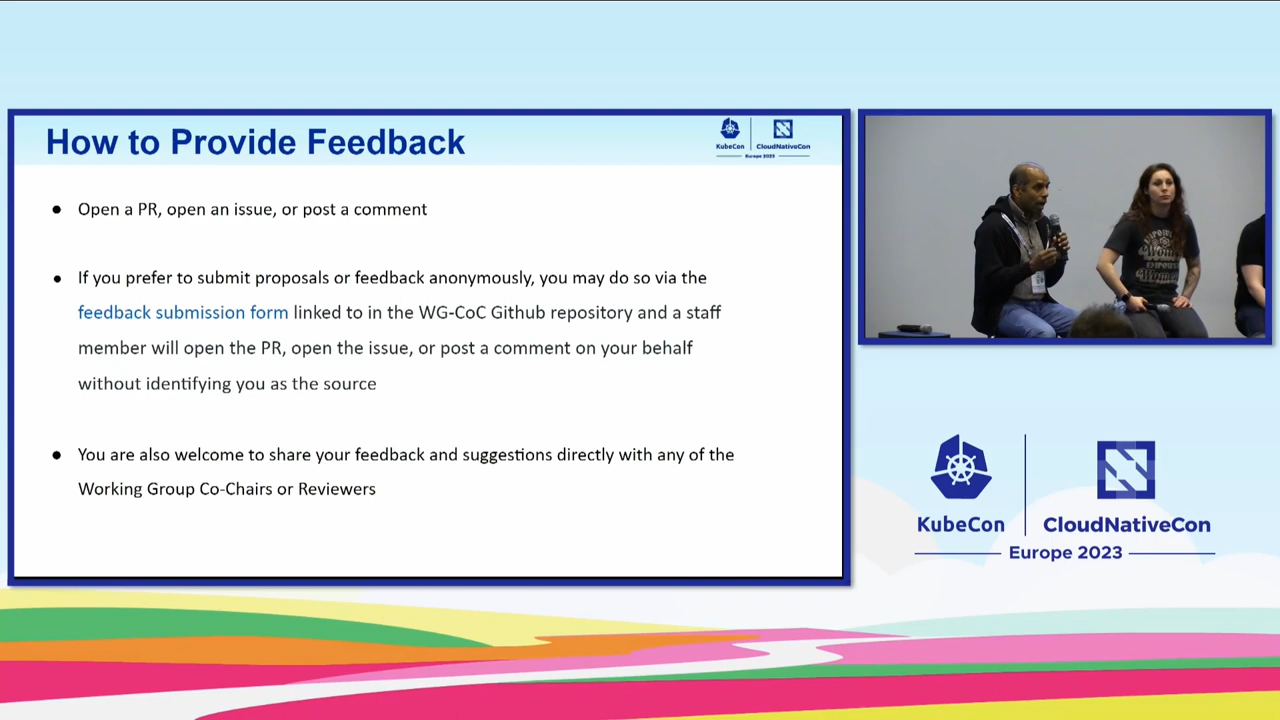 How to Provide Feedback
KubeCon
CloudNativeCon
Europe 2023
● Open a PR, open an issue, or post a comment
● If you prefer to submit proposals or feedback anonymously, you may do so via the
feedback submission form linked to in the WG-CoC Github repository and a staff
member will open the PR, open the issue, or post a comment on your behalf
without identifying you as the source
● You are also welcome to share your feedback and suggestions directly with any of the
Working Group Co-Chairs or Reviewers
KubeCon
CloudNativeCon
Europe 2023